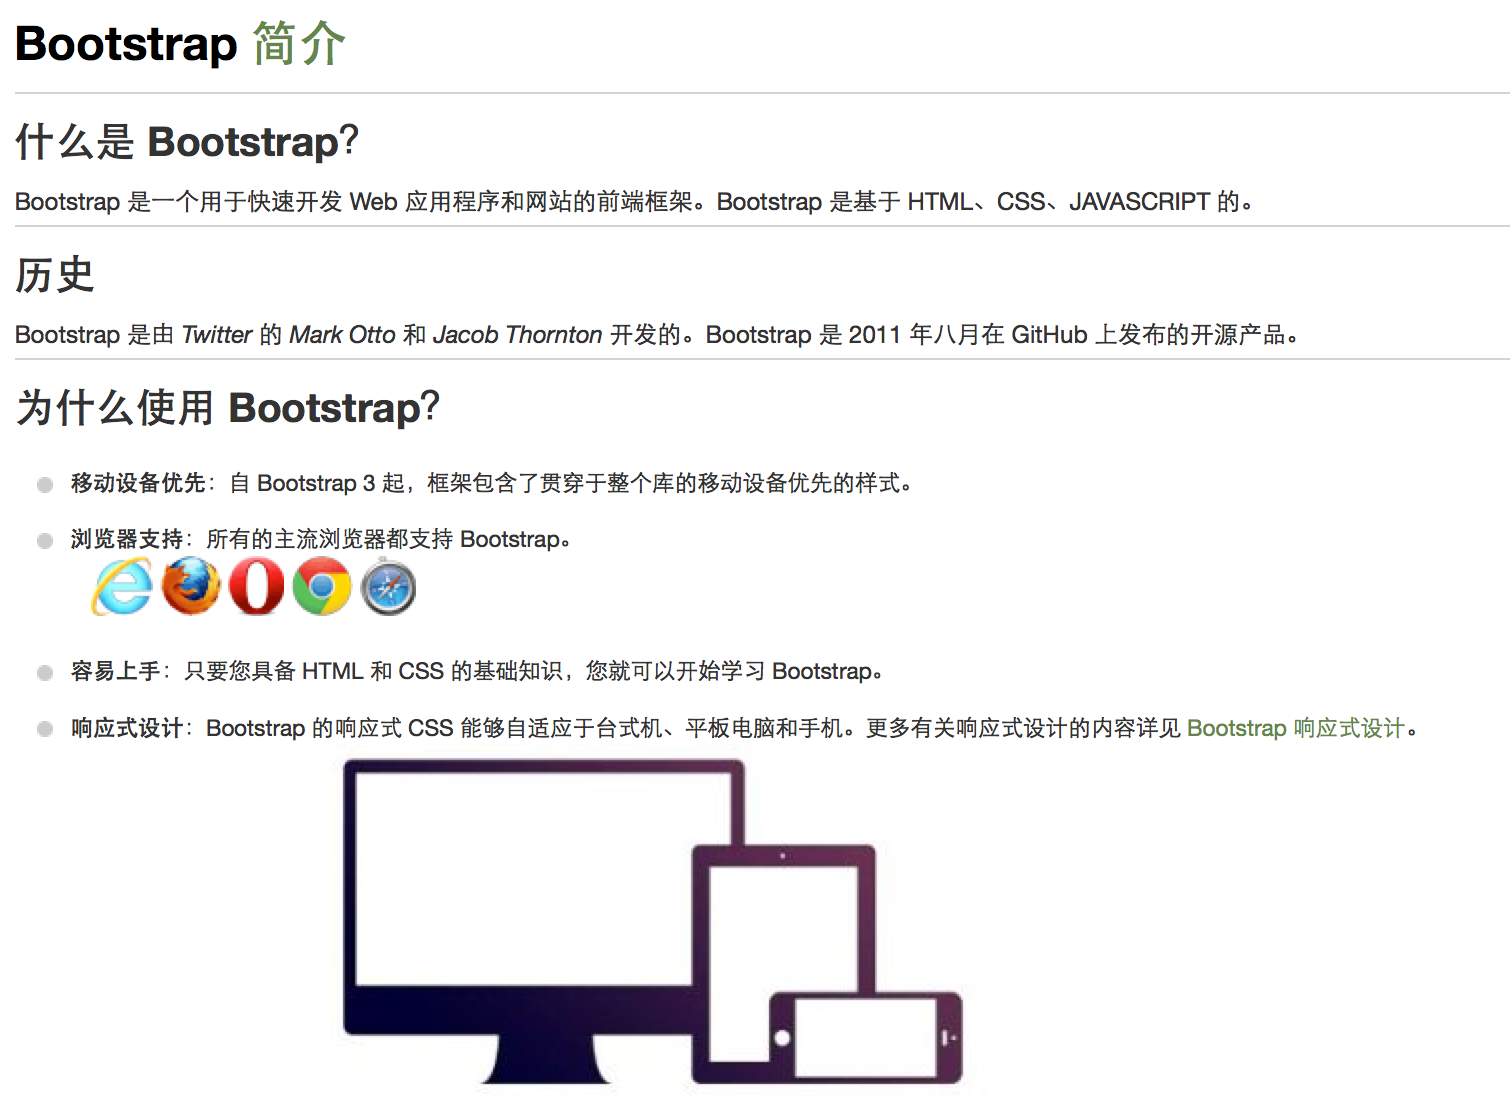 Bootstrap 简介
什么是 Bootstrap?
Bootstrap 是一个用于快速开发 Web 应用程序和网站的前端框架。Bootstrap 是基于 HTML、CSS、JAVASCRIPT 的。
历史
Bootstrap 是由 Twitter 的 Mark Otto 和 Jacob Thornton 开发的。Bootstrap 是 2011 年八月在 GitHub 上发布的开源产品。
为什么使用 Bootstrap?
移动设备优先：自 Bootstrap 3 起，框架包含了贯穿于整个库的移动设备优先的样式。
浏览器支持：所有的主流浏览器都支持 Bootstrap。
容易上手：只要您具备 HTML 和 CSS 的基础知识，您就可以开始学习 Bootstrap。
响应式设计：Bootstrap 的响应式 CSS 能够自适应于台式机、平板电脑和手机。更多有关响应式设计的内容详见 Bootstrap 响应式设计。